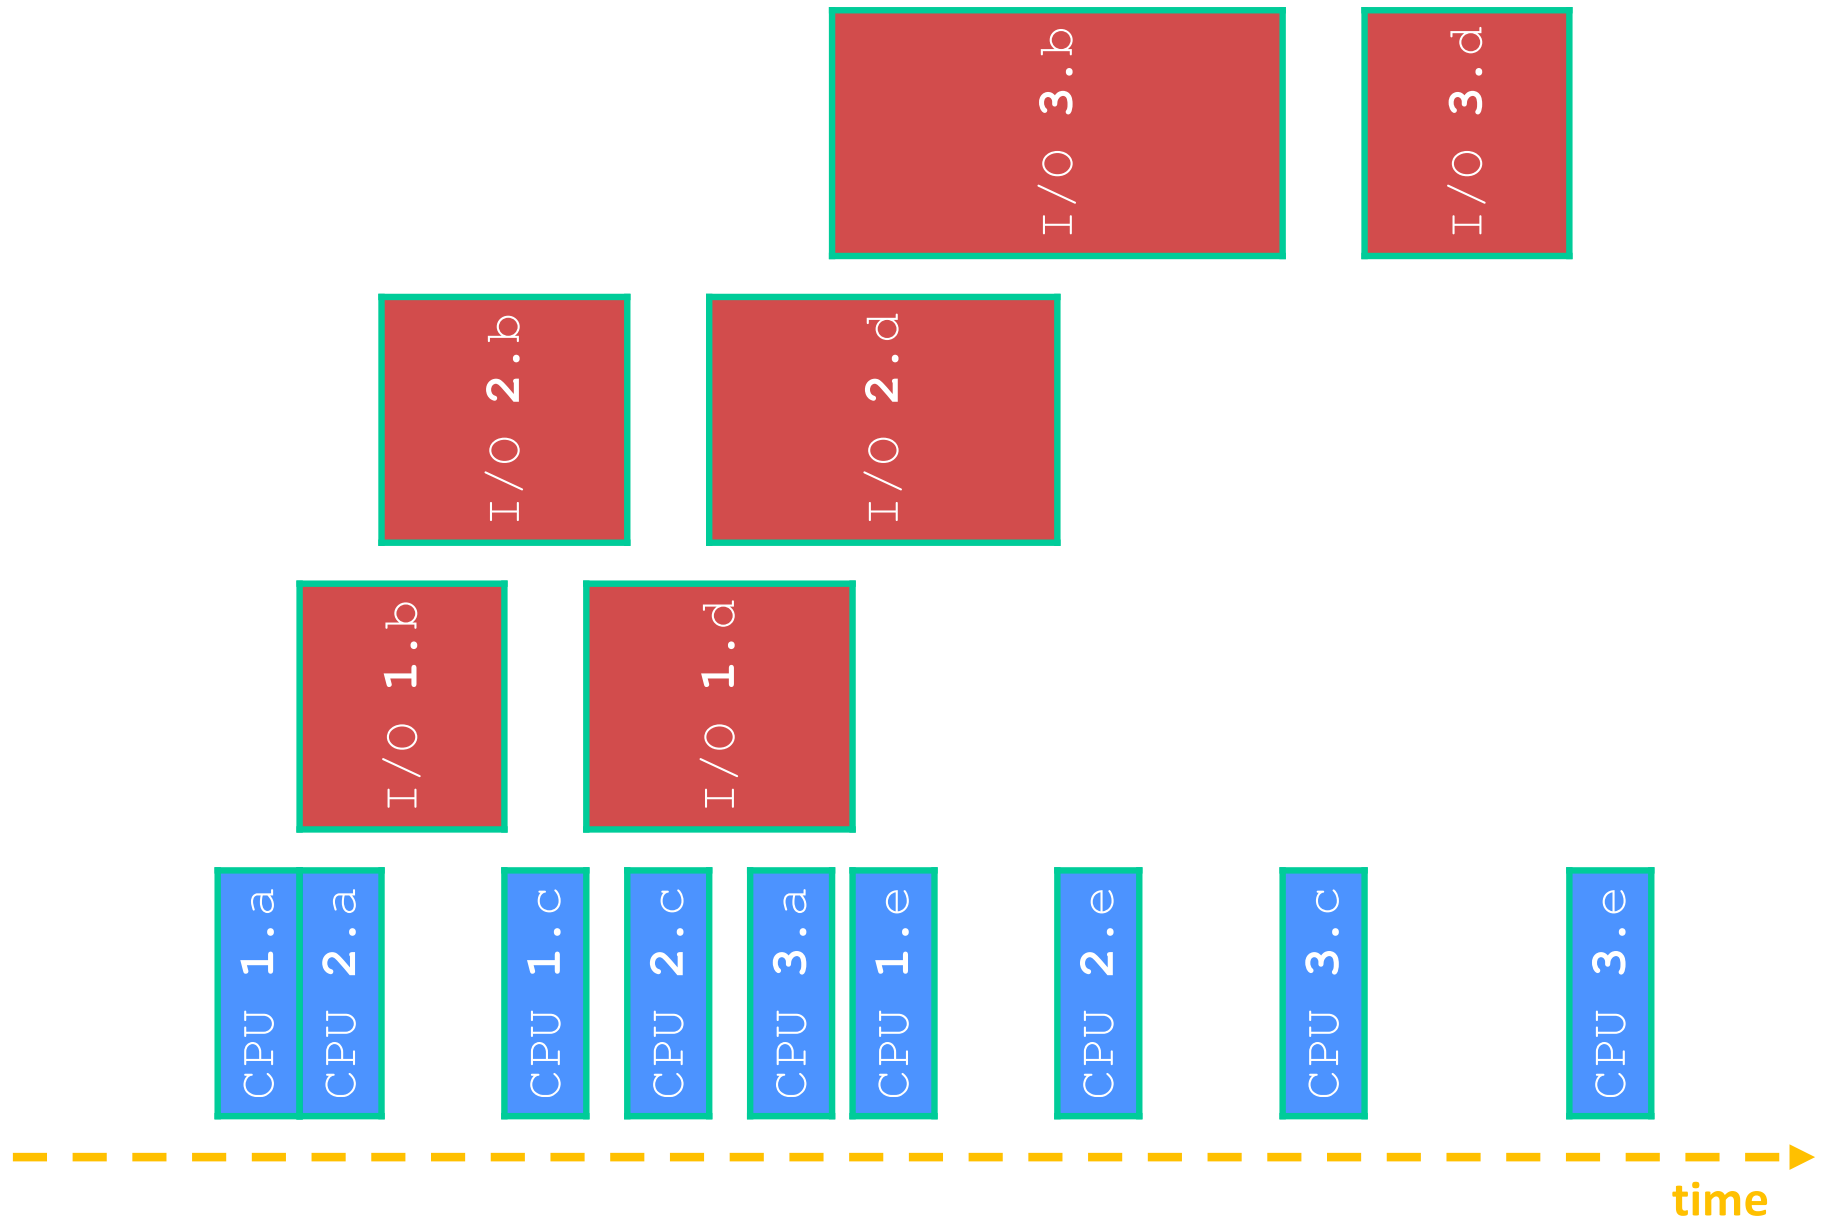 I/O 3.b
I/O 3.d
I/O 2.b
I/O 2.d
I/O 1.b
I/O 1.d
CPU 1.a
CPU 2.a
CPU 1.c
CPU 2.c
CPU 3.a
CPU 1.e
CPU 2.e
CPU 3.c
CPU 3.e
time